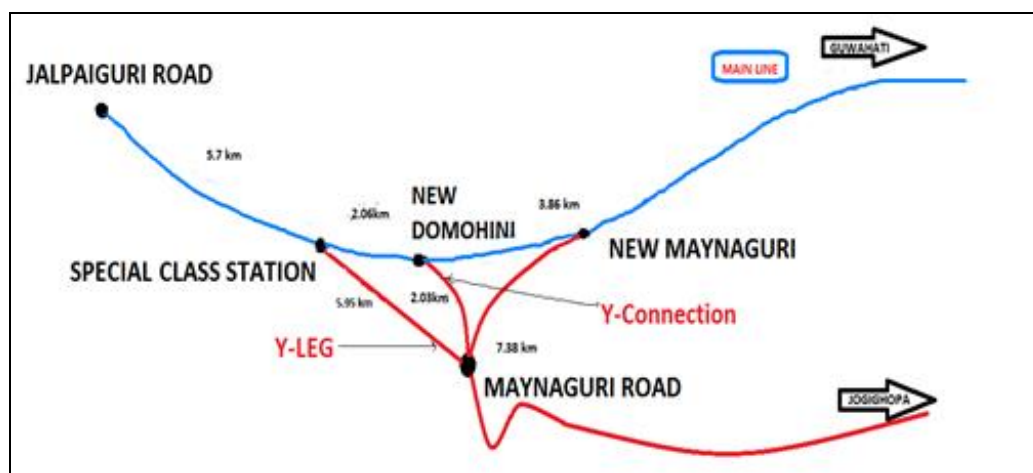 GUWAHATI
MAIN LINE
JALPAIGURI ROAD
5.7 km
NEW
DOMOHINI
2.06km
3.86 km
NEW MAYNAGURI
SPECIAL CLASS STATION
5.95 km
2.03km
Y-Connection
Y-LEG
7.38 km
MAYNAGURI ROAD
JOGIGHOPA